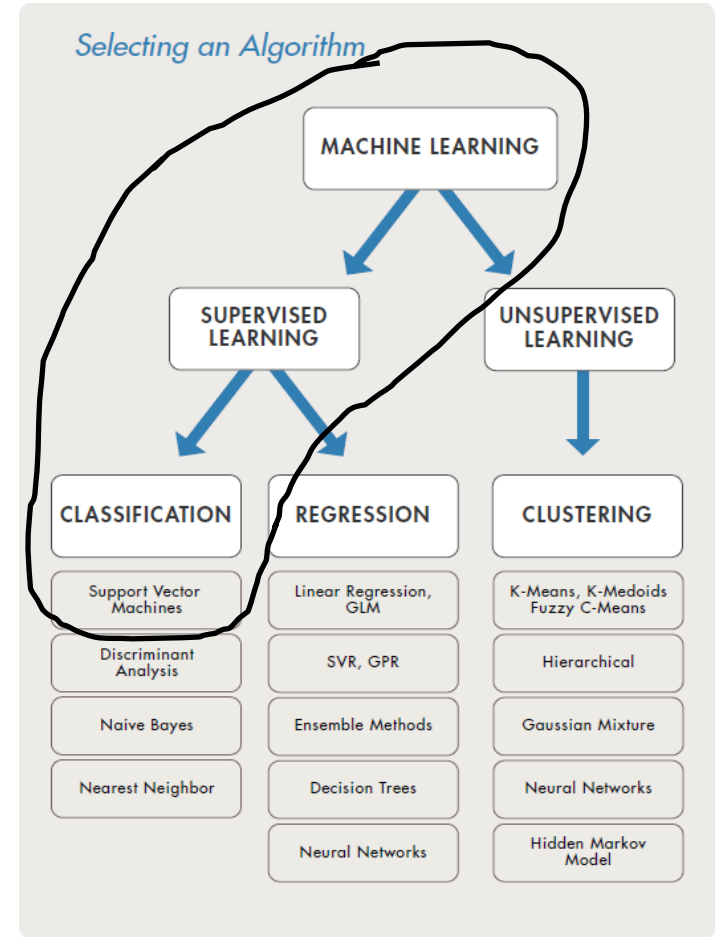 Selecting an Algorithm
MACHINE LEARNING
SUPERVISED
LEARNING
UNSUPERVISED
LEARNING
CLASSIFICATION
REGRESSION
CLUSTERING
Support Vector
Machines
Discriminant
Analysis
Naive Bayes
Nearest Neighbor
Linear Regression,
GLM
SVR, GPR
Ensemble Methods
Decision Trees
Neural Networks
K-Means, K-Medoids
Fuzzy C-Means
Hierarchical
Gaussian Mixture
Neural Networks
Hidden Markov
Model